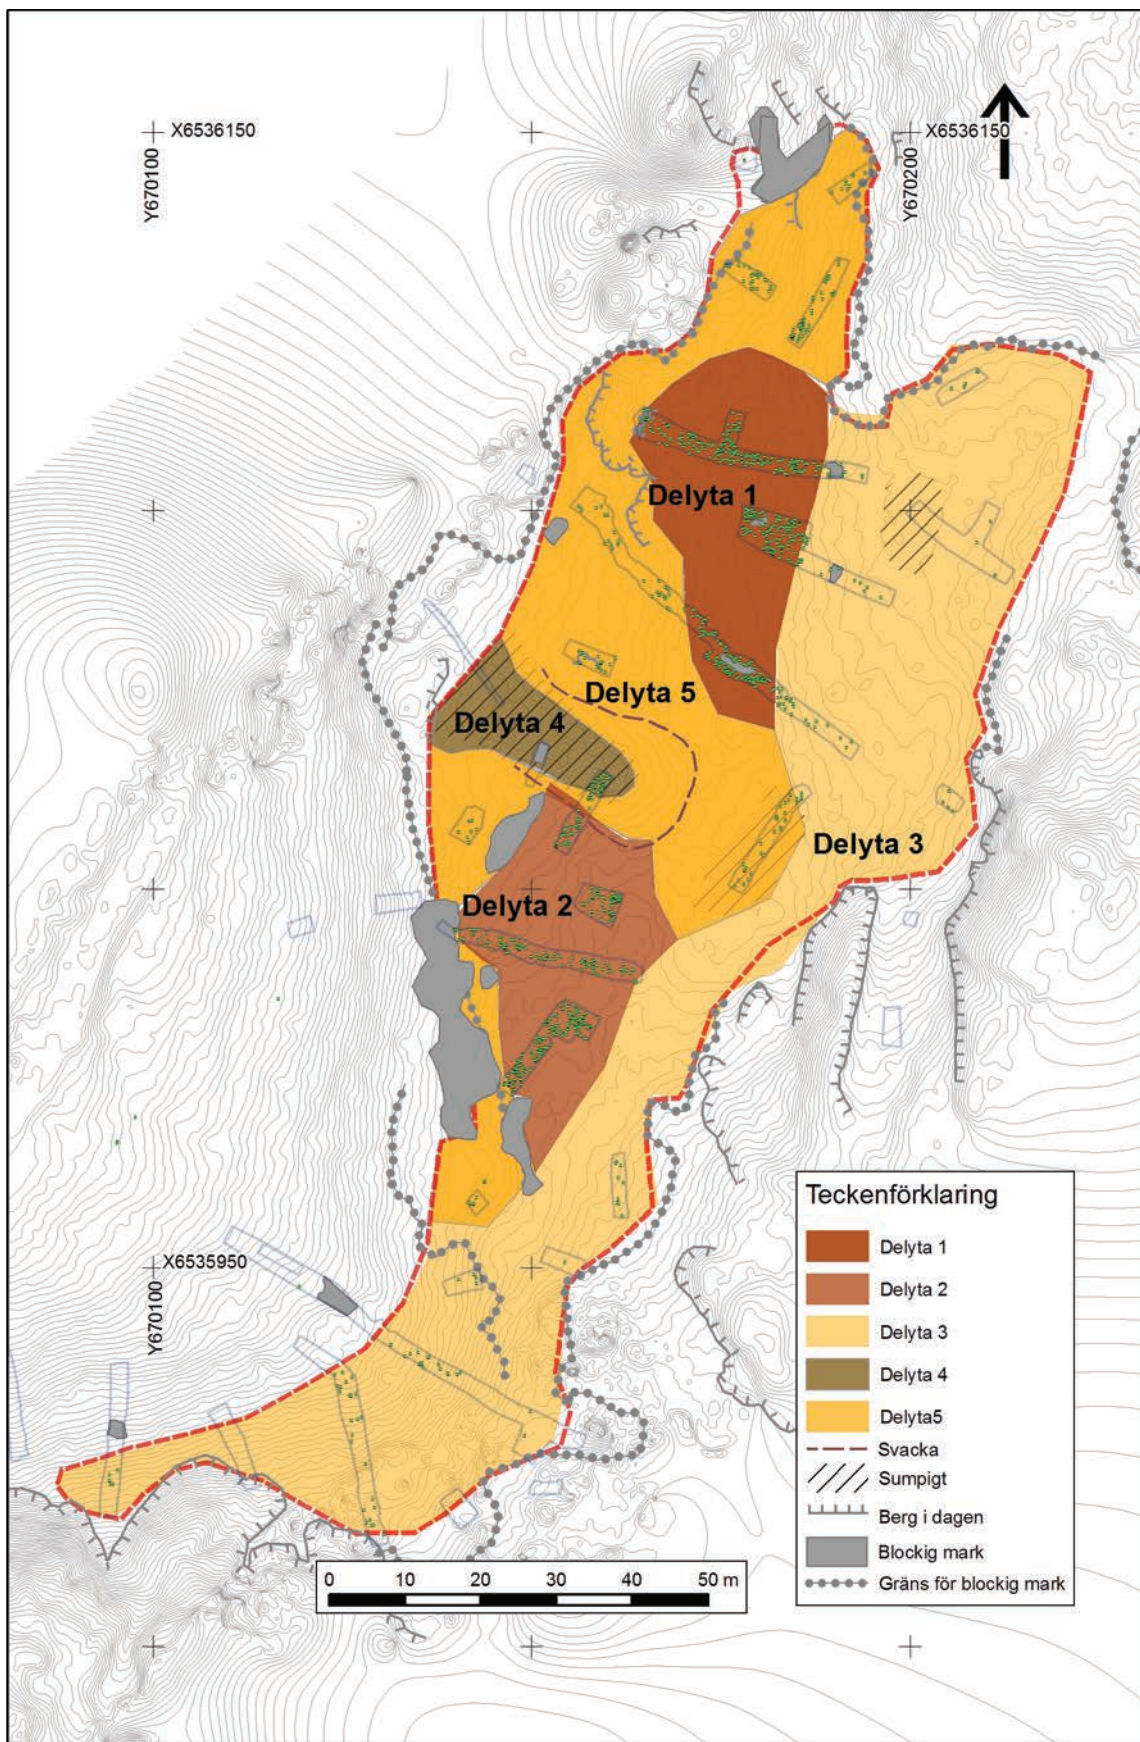 X6536150
X6536150
Y670100
Y670200
Delyta 1
Delyta 5
Delyta 4
Delyta 3
Delyta 2
X6535950
Y670100
Teckenförklaring
Delyta 1
Delyta 2
Delyta 3
Delyta 4
Delyta5
Svacka
Sumpigt
Berg i dagen
Blockig mark
Gräns för blockig mark
0 10 20 30 40 50 m